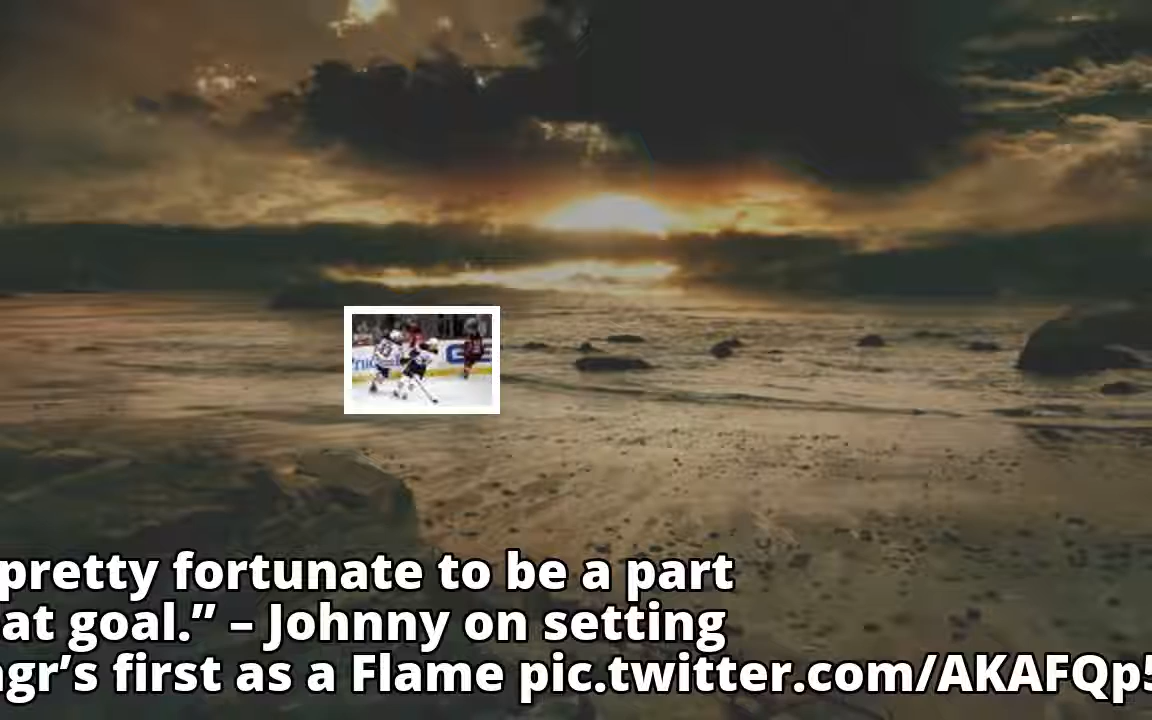 pretty fortunate to be a part
at goal.” – Johnny on setting
gr’s first as a Flame pic.twitter.com/AKAFQp5